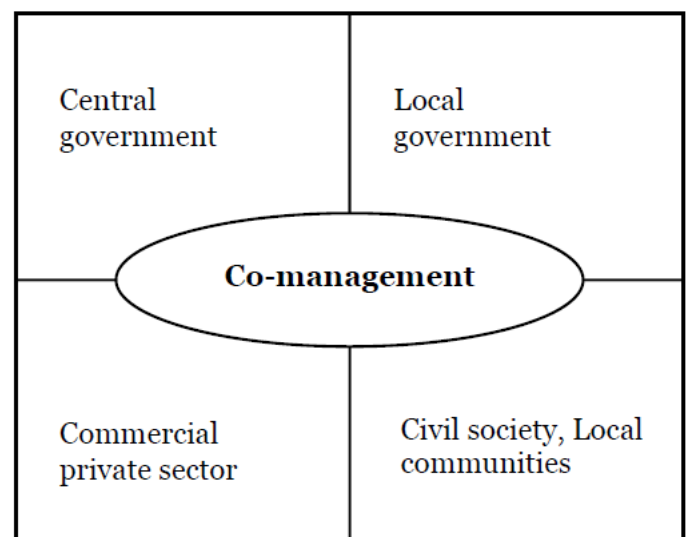 Central
government
Local
government
Co-management
Commercial
private sector
Civil society, Local
communities